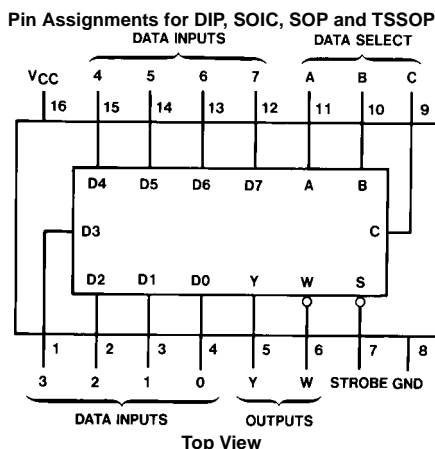 Pin Assignments for DIP, SOIC, SOP and TSSOP
DATA INPUTS DATA SELECT
VCC 4 5 6 7 A B C
16 15 14 13 12 11 10 9
D4 D5 D6 D7 A B
D3 C
D2 D1 D0 Y W S
1 2 3 4 5 6 7 8
3 2 1 0 Y W STROBE GND
DATA INPUTS OUTPUTS
Top View